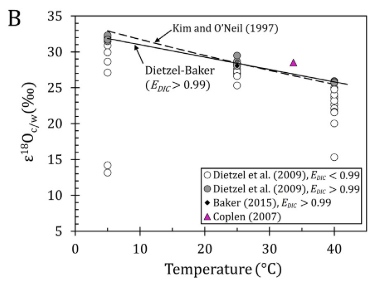 B
Kim and O'Neil (1997)
Dietzel-Baker
(E_DIC > 0.99)
ε¹⁸O_c/w (‰)
35
30
25
20
15
10
5
0 10 20 30 40 50
Temperature (°C)
Dietzel et al. (2009), E_DIC < 0.99
Dietzel et al. (2009), E_DIC > 0.99
Baker (2015), E_DIC > 0.99
Coplen (2007)